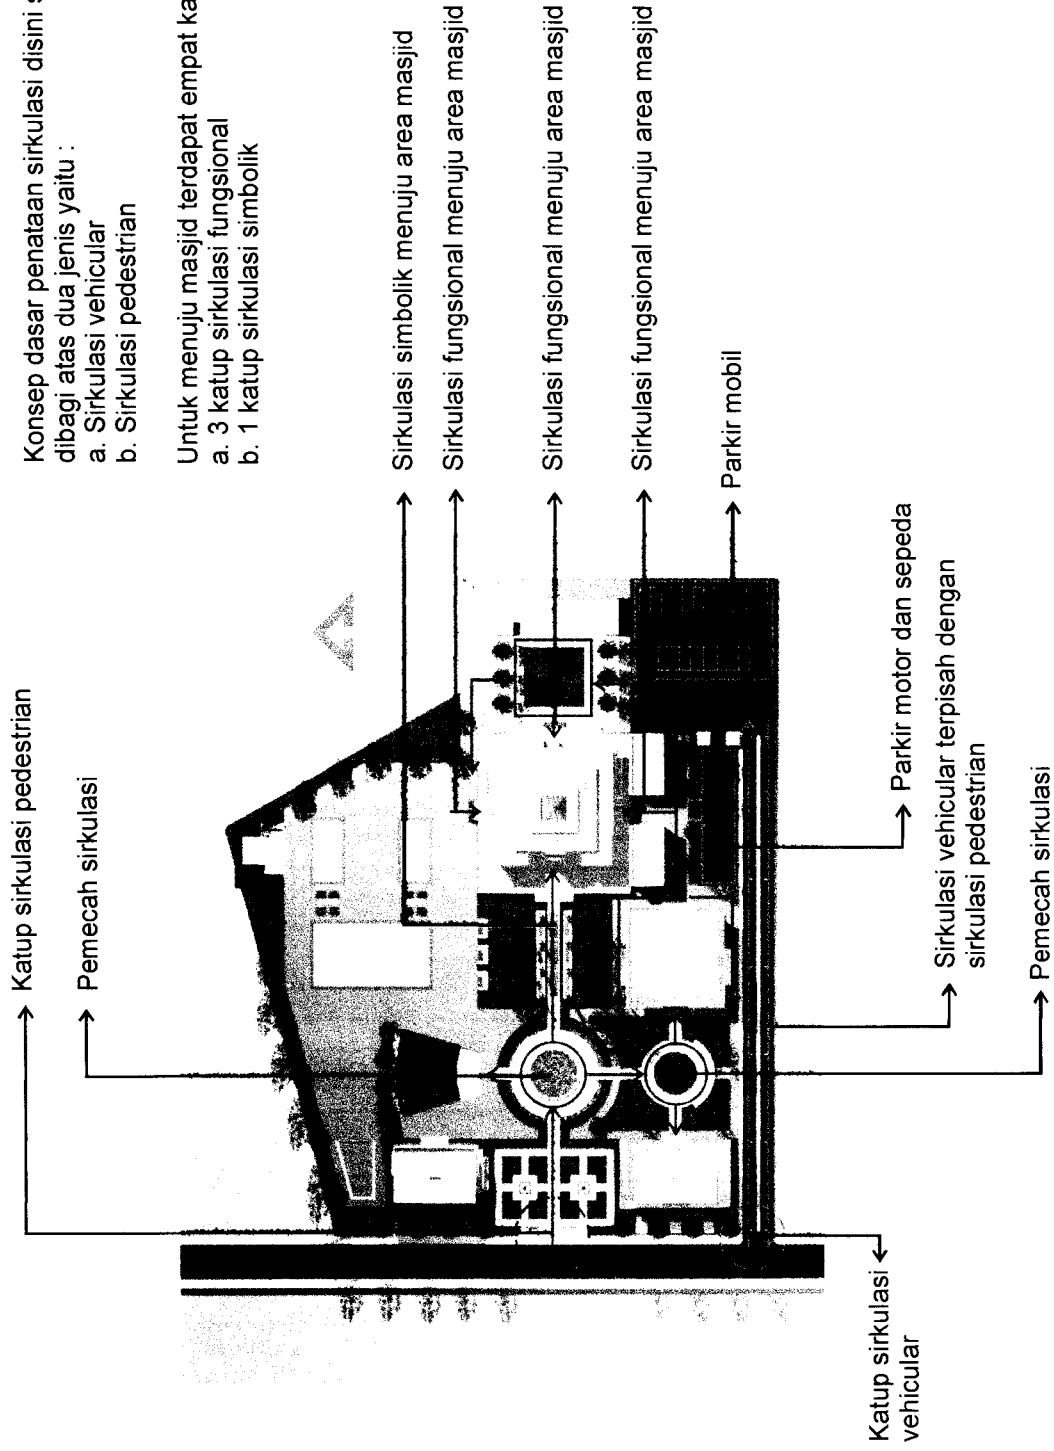 Konsep dasar penataan sirkulasi disini
dibagi atas dua jenis yaitu :
a. Sirkulasi vehicular
b. Sirkulasi pedestrian
Untuk menuju masjid terdapat empat
a. 3 katup sirkulasi fungsional
b. 1 katup sirkulasi simbolik
Katup sirkulasi pedestrian
Pemecah sirkulasi
Sirkulasi simbolik menuju area masjid
Sirkulasi fungsional menuju area masjid
Sirkulasi fungsional menuju area masjid
Sirkulasi fungsional menuju area masjid
Parkir mobil
Parkir motor dan sepeda
Sirkulasi vehicular terpisah dengan
sirkulasi pedestrian
Pemecah sirkulasi
Katup sirkulasi
vehicular